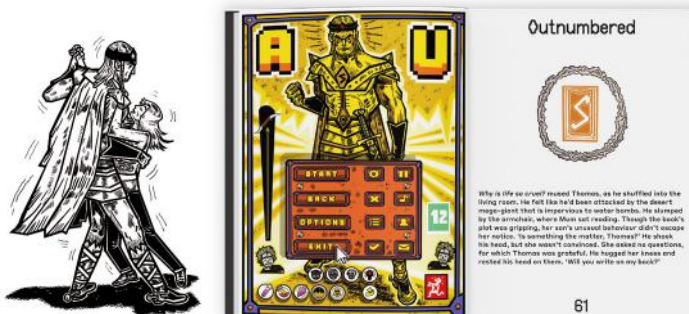 A U
START
BACK
OPTIONS
EXIT
12
Outnumbered
Why is life so cruel? mused Thomas, as he shuffled into the
living room. He felt like he'd been attacked by the desert
mage-giant that is impervious to water bombs. He slumped
by the armchair, where Mum sat reading. Though the book's
plot was gripping, her son's unusual behaviour didn't escape
her notice. 'Is something the matter, Thomas?' He shook
his head, but she wasn't convinced. She asked no questions,
for which Thomas was grateful. He hugged her knees and
rested his head on them. 'Will you write on my back?'
61